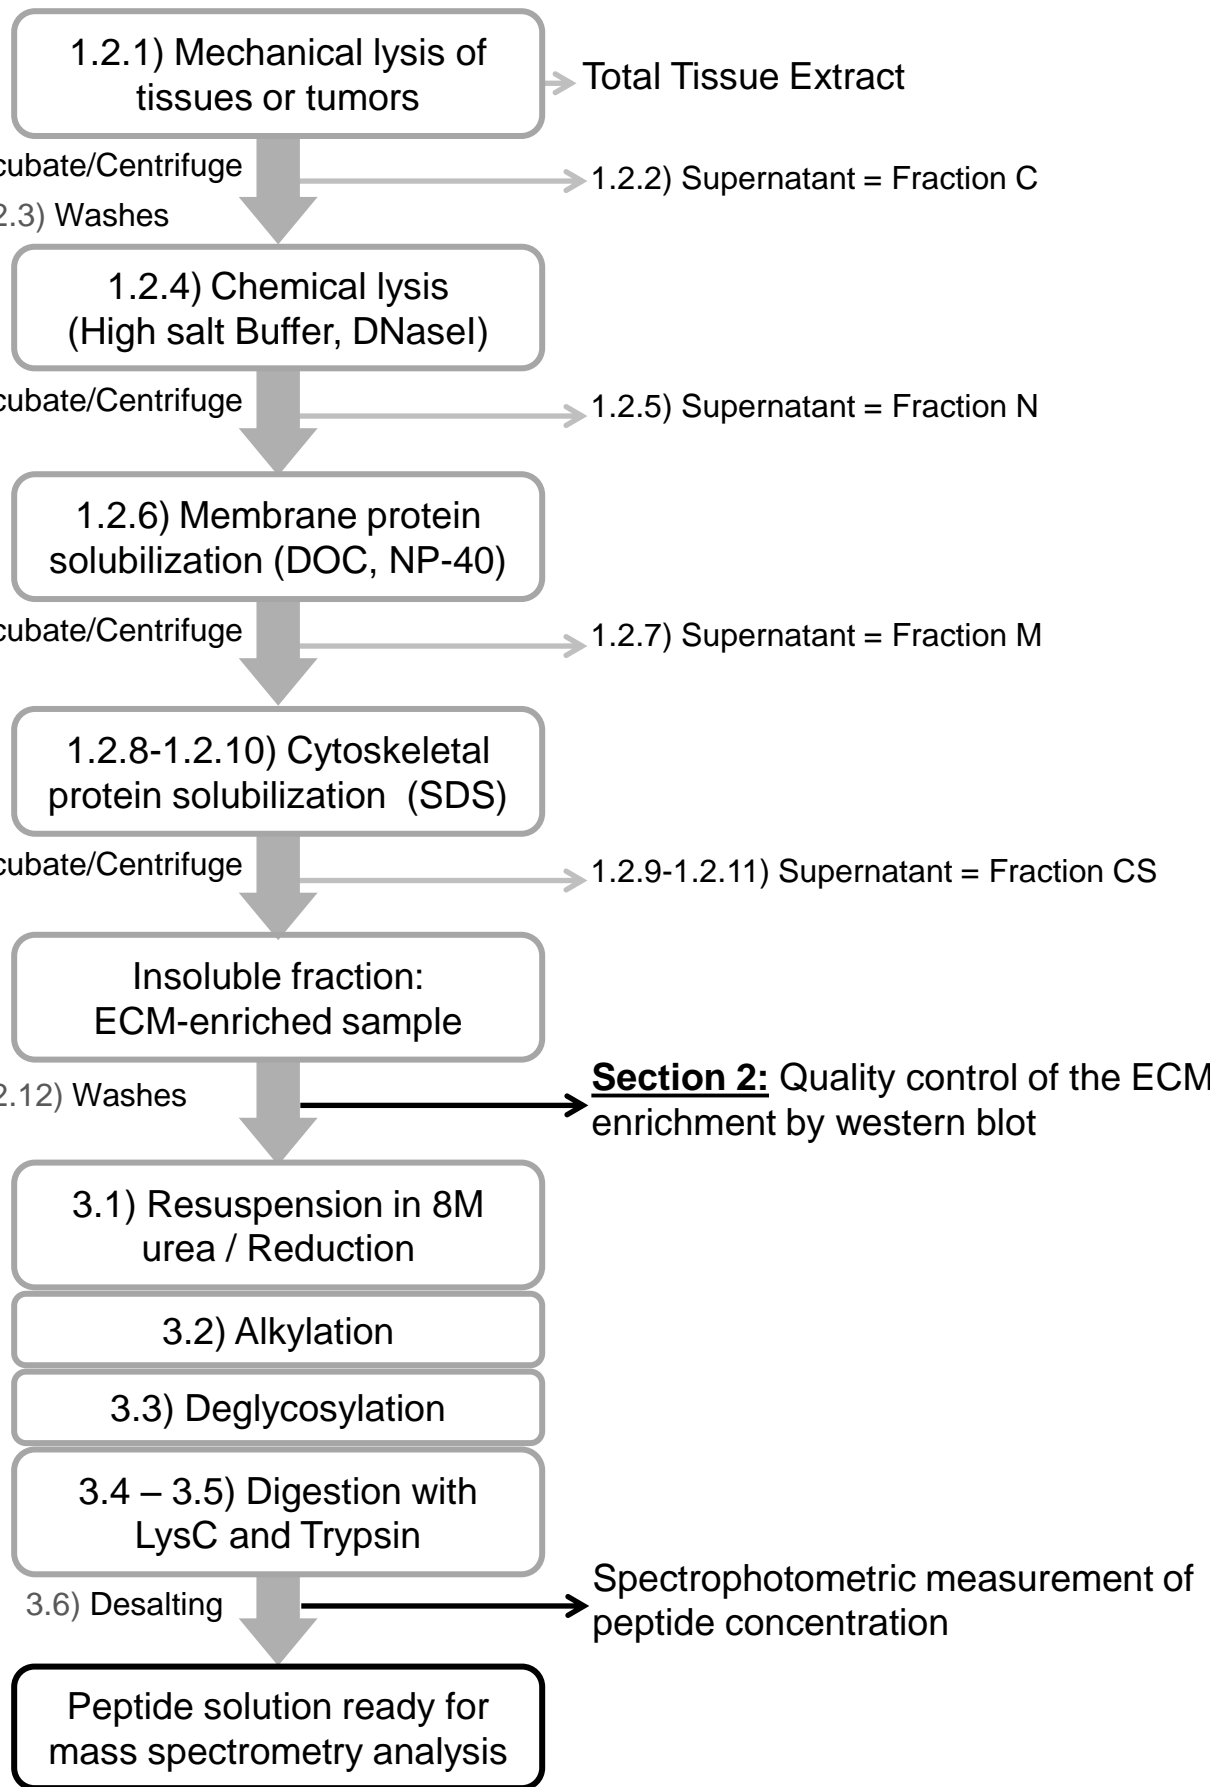 1.2.1) Mechanical lysis of
tissues or tumors
Total Tissue Extract
cubate/Centrifuge
1.2.2) Supernatant = Fraction C
2.3) Washes
1.2.4) Chemical lysis
(High salt Buffer, DNaseI)
cubate/Centrifuge
1.2.5) Supernatant = Fraction N
1.2.6) Membrane protein
solubilization (DOC, NP-40)
cubate/Centrifuge
1.2.7) Supernatant = Fraction M
1.2.8-1.2.10) Cytoskeletal
protein solubilization (SDS)
cubate/Centrifuge
1.2.9-1.2.11) Supernatant = Fraction CS
Insoluble fraction:
ECM-enriched sample
2.12) Washes
Section 2: Quality control of the ECM
enrichment by western blot
3.1) Resuspension in 8M
urea / Reduction
3.2) Alkylation
3.3) Deglycosylation
3.4 – 3.5) Digestion with
LysC and Trypsin
3.6) Desalting
Spectrophotometric measurement of
peptide concentration
Peptide solution ready for
mass spectrometry analysis